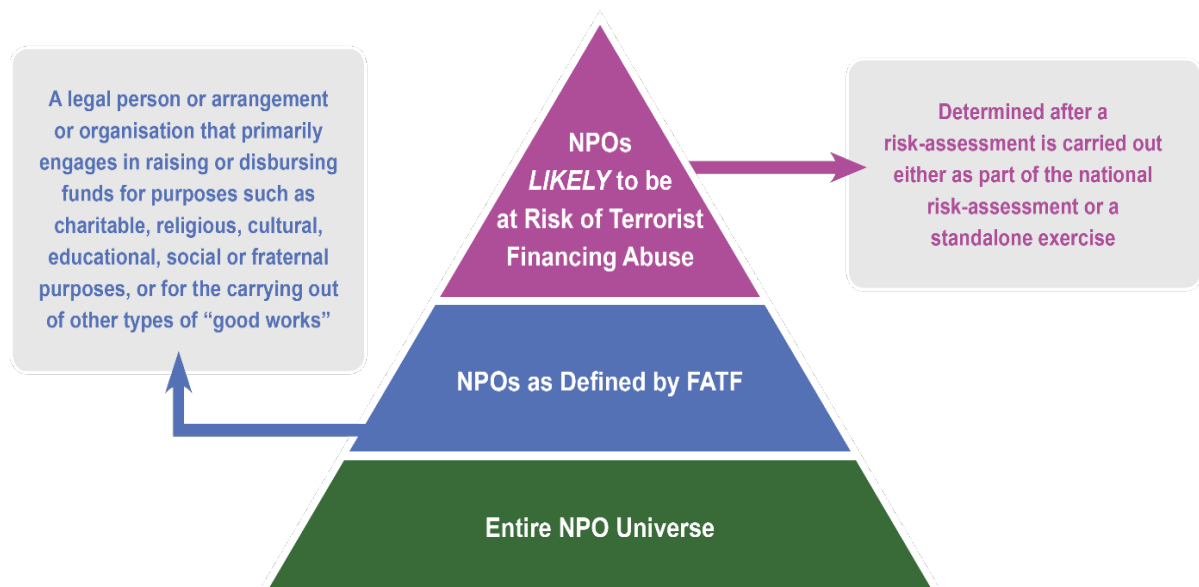 A legal person or arrangement
or organisation that primarily
engages in raising or disbursing
funds for purposes such as
charitable, religious, cultural,
educational, social or fraternal
purposes, or for the carrying out
of other types of “good works”
NPOs
LIKELY to be
at Risk of Terrorist
Financing Abuse
Determined after a
risk-assessment is carried out
either as part of the national
risk-assessment or a
standalone exercise
NPOs as Defined by FATF
Entire NPO Universe